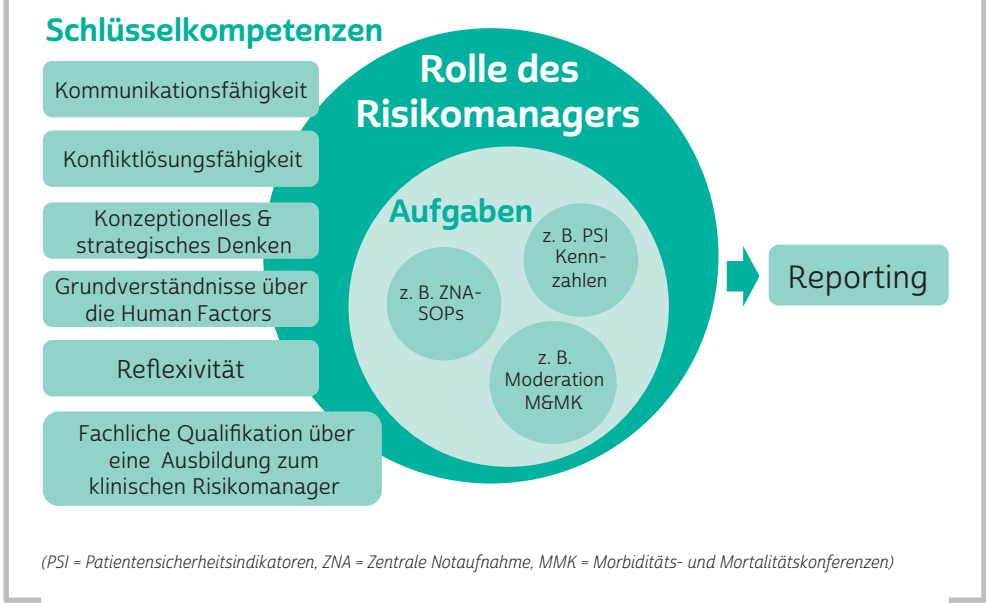 Schlüsselkompetenzen
Kommunikationsfähigkeit
Konfliktlösungsfähigkeit
Konzeptionelles &
strategisches Denken
Grundverständnisse über
die Human Factors
Reflexivität
Fachliche Qualifikation über
eine Ausbildung zum
klinischen Risikomanager
Rolle des
Risikomanagers
Aufgaben
z. B. ZNA-
SOPs
z. B. PSI
Kenn-
zahlen
z. B.
Moderation
M&MK
Reporting
(PSI = Patientensicherheitsindikatoren, ZNA = Zentrale Notaufnahme, MMK = Morbiditäts- und Mortalitätskonferenzen)